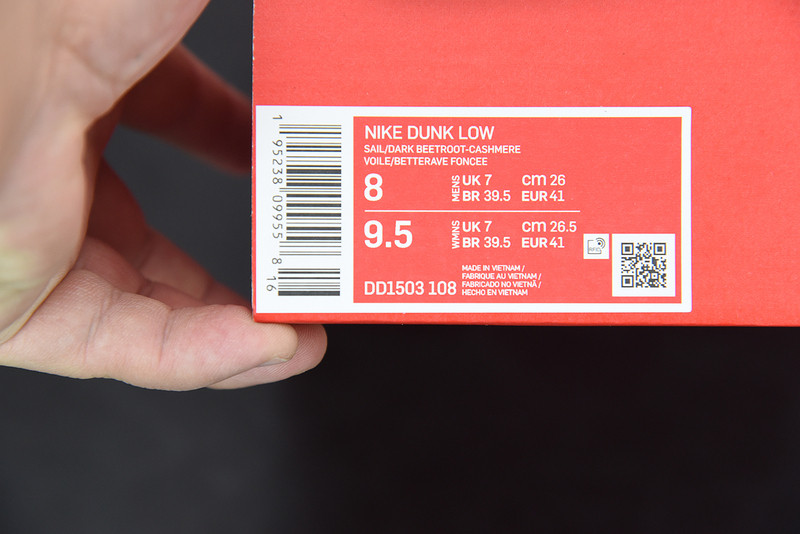 1 95238 09955 8 16
NIKE DUNK LOW
SAIL/DARK BEETROOT-CASHMERE
VOILE/BETTERAVE FONCEE
8 MENS UK 7 cm 26
BR 39.5 EUR 41
9.5 WMNS UK 7 cm 26.5
BR 39.5 EUR 41
DD1503 108
MADE IN VIETNAM /
FABRIQUE AU VIETNAM /
FABRICADO NO VIETNÃ /
HECHO EN VIETNAM